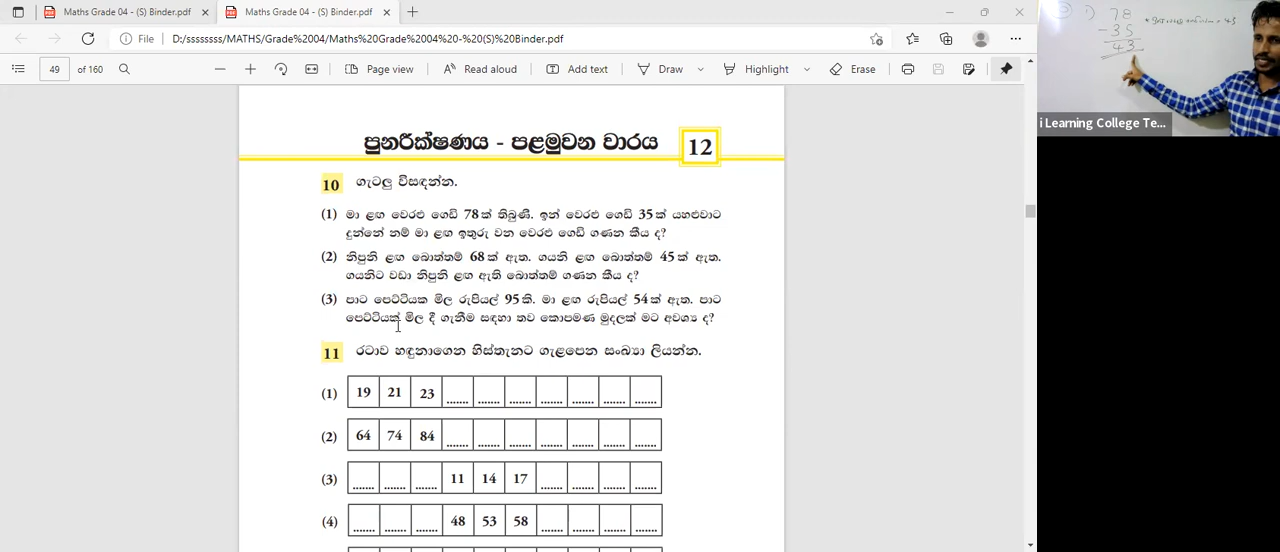 Maths Grade 04 - (S) Binder.pdf
Maths Grade 04 - (S) Binder.pdf
File
D:/ssssssss/MATHS/Grade%2004/Maths%20Grade%2004%20-%20(S)%20Binder.pdf
49 of 160
Page view
Read aloud
Add text
Draw
Highlight
Erase
පුනරීක්ෂණය - පළමුවන වාරය 12
10 ගැටලු විසඳන්න.
(1) මා ළඟ වෙරළු ගෙඩි 78ක් තිබුණි. ඉන් වෙරළු ගෙඩි 35ක් යහළුවාට
දුන්නේ නම් මා ළඟ ඉතුරු වන වෙරළු ගෙඩි ගණන කීය ද?
(2) නිපුනි ළඟ බොත්තම් 68ක් ඇත. ගයනි ළඟ බොත්තම් 45ක් ඇත.
ගයනිට වඩා නිපුනි ළඟ ඇති බොත්තම් ගණන කීය ද?
(3) පාට පෙට්ටියක මිල රුපියල් 95කි. මා ළඟ රුපියල් 54ක් ඇත. පාට
පෙට්ටියක් මිල දී ගැනීම සඳහා තව කොපමණ මුදලක් මට අවශ්‍ය ද?
11 රටාව හඳුනාගෙන හිස්තැනට ගැළපෙන සංඛ්‍යා ලියන්න.
(1) 19 21 23 ....... ....... ....... ....... ....... ....... .......
(2) 64 74 84 ....... ....... ....... ....... ....... ....... .......
(3) ....... ....... ....... 11 14 17 ....... ....... ....... .......
(4) ....... ....... ....... 48 53 58 ....... ....... ....... .......
1) 78
- 35
43
i Learning College Te...